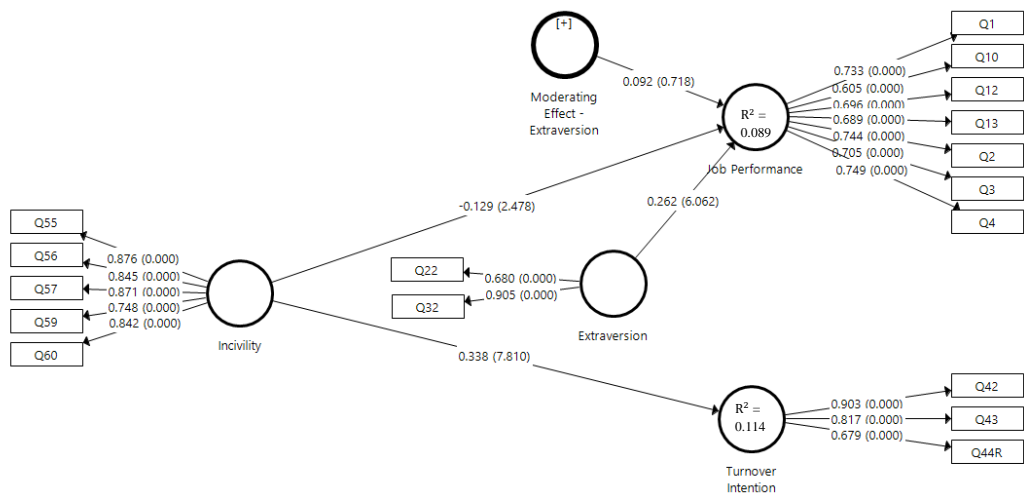 [+]
Moderating
Effect -
Extraversion
0.092 (0.718)
R² =
0.089
Job Performance
0.733 (0.000)
0.605 (0.000)
0.696 (0.000)
0.689 (0.000)
0.744 (0.000)
0.705 (0.000)
0.749 (0.000)
Q1
Q10
Q12
Q13
Q2
Q3
Q4
-0.129 (2.478)
0.262 (6.062)
Q55
Q56
Q57
Q59
Q60
0.876 (0.000)
0.845 (0.000)
0.871 (0.000)
0.748 (0.000)
0.842 (0.000)
Incivility
Q22
Q32
0.680 (0.000)
0.905 (0.000)
Extraversion
0.338 (7.810)
R² =
0.114
Turnover
Intention
0.903 (0.000)
0.817 (0.000)
0.679 (0.000)
Q42
Q43
Q44R